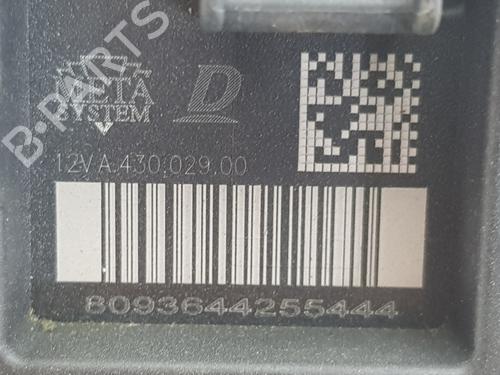 META
SYSTEM
D
12V A.430.029.00
8093644255444
B-PARTS